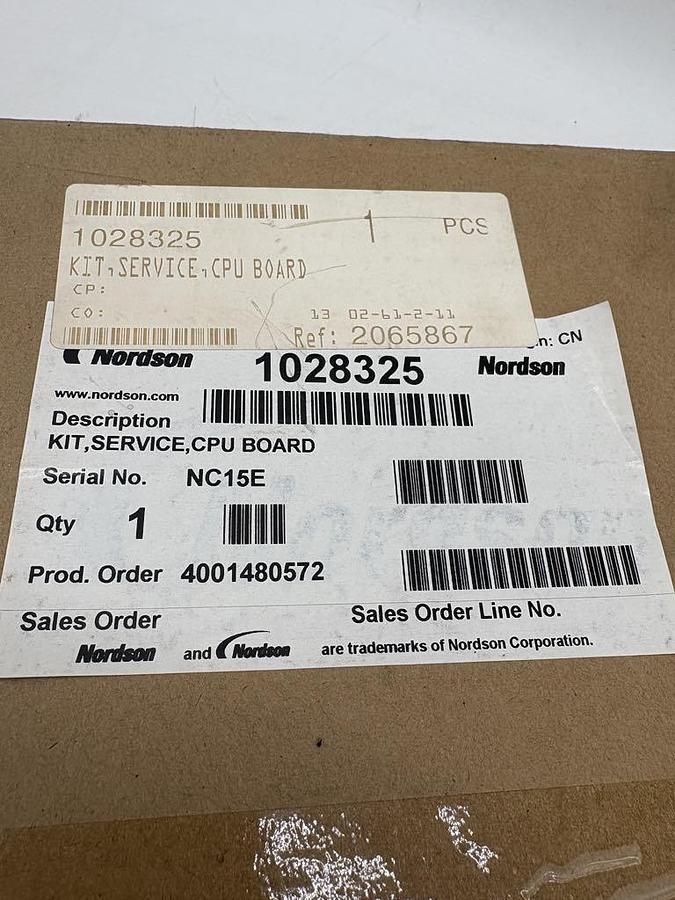 1028325
1 PCS
KIT,SERVICE,CPU BOARD
CP:
CO:
13 02-61-2-11
Ref: 2065867
Nordson 1028325 Nordson
CN
www.nordson.com
Description
KIT,SERVICE,CPU BOARD
Serial No. NC15E
Qty 1
Prod. Order 4001480572
Sales Order Sales Order Line No.
Nordson and Nordson are trademarks of Nordson Corporation.